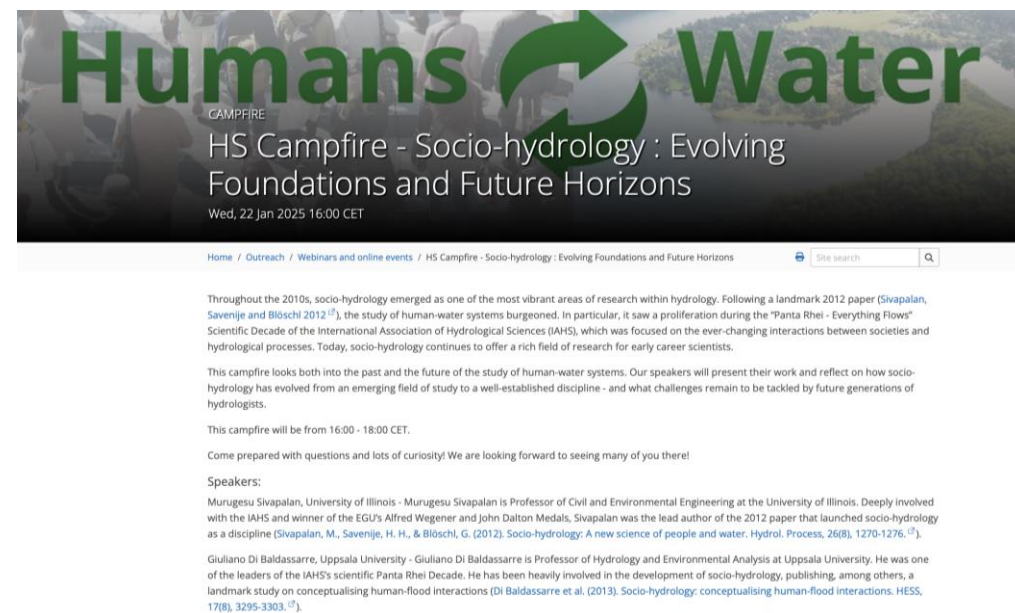 Humans Water
CAMPFIRE
HS Campfire - Socio-hydrology : Evolving
Foundations and Future Horizons
Wed, 22 Jan 2025 16:00 CET
Home / Outreach / Webinars and online events / HS Campfire - Socio-hydrology : Evolving Foundations and Future Horizons
Site search
Throughout the 2010s, socio-hydrology emerged as one of the most vibrant areas of research within hydrology. Following a landmark 2012 paper (Sivapalan,
Savenije and Blöschl 2012), the study of human-water systems burgeoned. In particular, it saw a proliferation during the "Panta Rhei - Everything Flows"
Scientific Decade of the International Association of Hydrological Sciences (IAHS), which was focused on the ever-changing interactions between societies and
hydrological processes. Today, socio-hydrology continues to offer a rich field of research for early career scientists.
This campfire looks both into the past and the future of the study of human-water systems. Our speakers will present their work and reflect on how socio-
hydrology has evolved from an emerging field of study to a well-established discipline - and what challenges remain to be tackled by future generations of
hydrologists.
This campfire will be from 16:00 - 18:00 CET.
Come prepared with questions and lots of curiosity! We are looking forward to seeing many of you there!
Speakers:
Murugesu Sivapalan, University of Illinois - Murugesu Sivapalan is Professor of Civil and Environmental Engineering at the University of Illinois. Deeply involved
with the IAHS and winner of the EGU's Alfred Wegener and John Dalton Medals, Sivapalan was the lead author of the 2012 paper that launched socio-hydrology
as a discipline (Sivapalan, M., Savenije, H. H., & Blöschl, G. (2012). Socio-hydrology: A new science of people and water. Hydrol. Process, 26(8), 1270-1276.).
Giuliano Di Baldassarre, Uppsala University - Giuliano Di Baldassarre is Professor of Hydrology and Environmental Analysis at Uppsala University. He was one
of the leaders of the IAHS's scientific Panta Rhei Decade. He has been heavily involved in the development of socio-hydrology, publishing, among others, a
landmark study on conceptualising human-flood interactions (Di Baldassarre et al. (2013). Socio-hydrology: conceptualising human-flood interactions. HESS,
17(8), 3295-3303.).